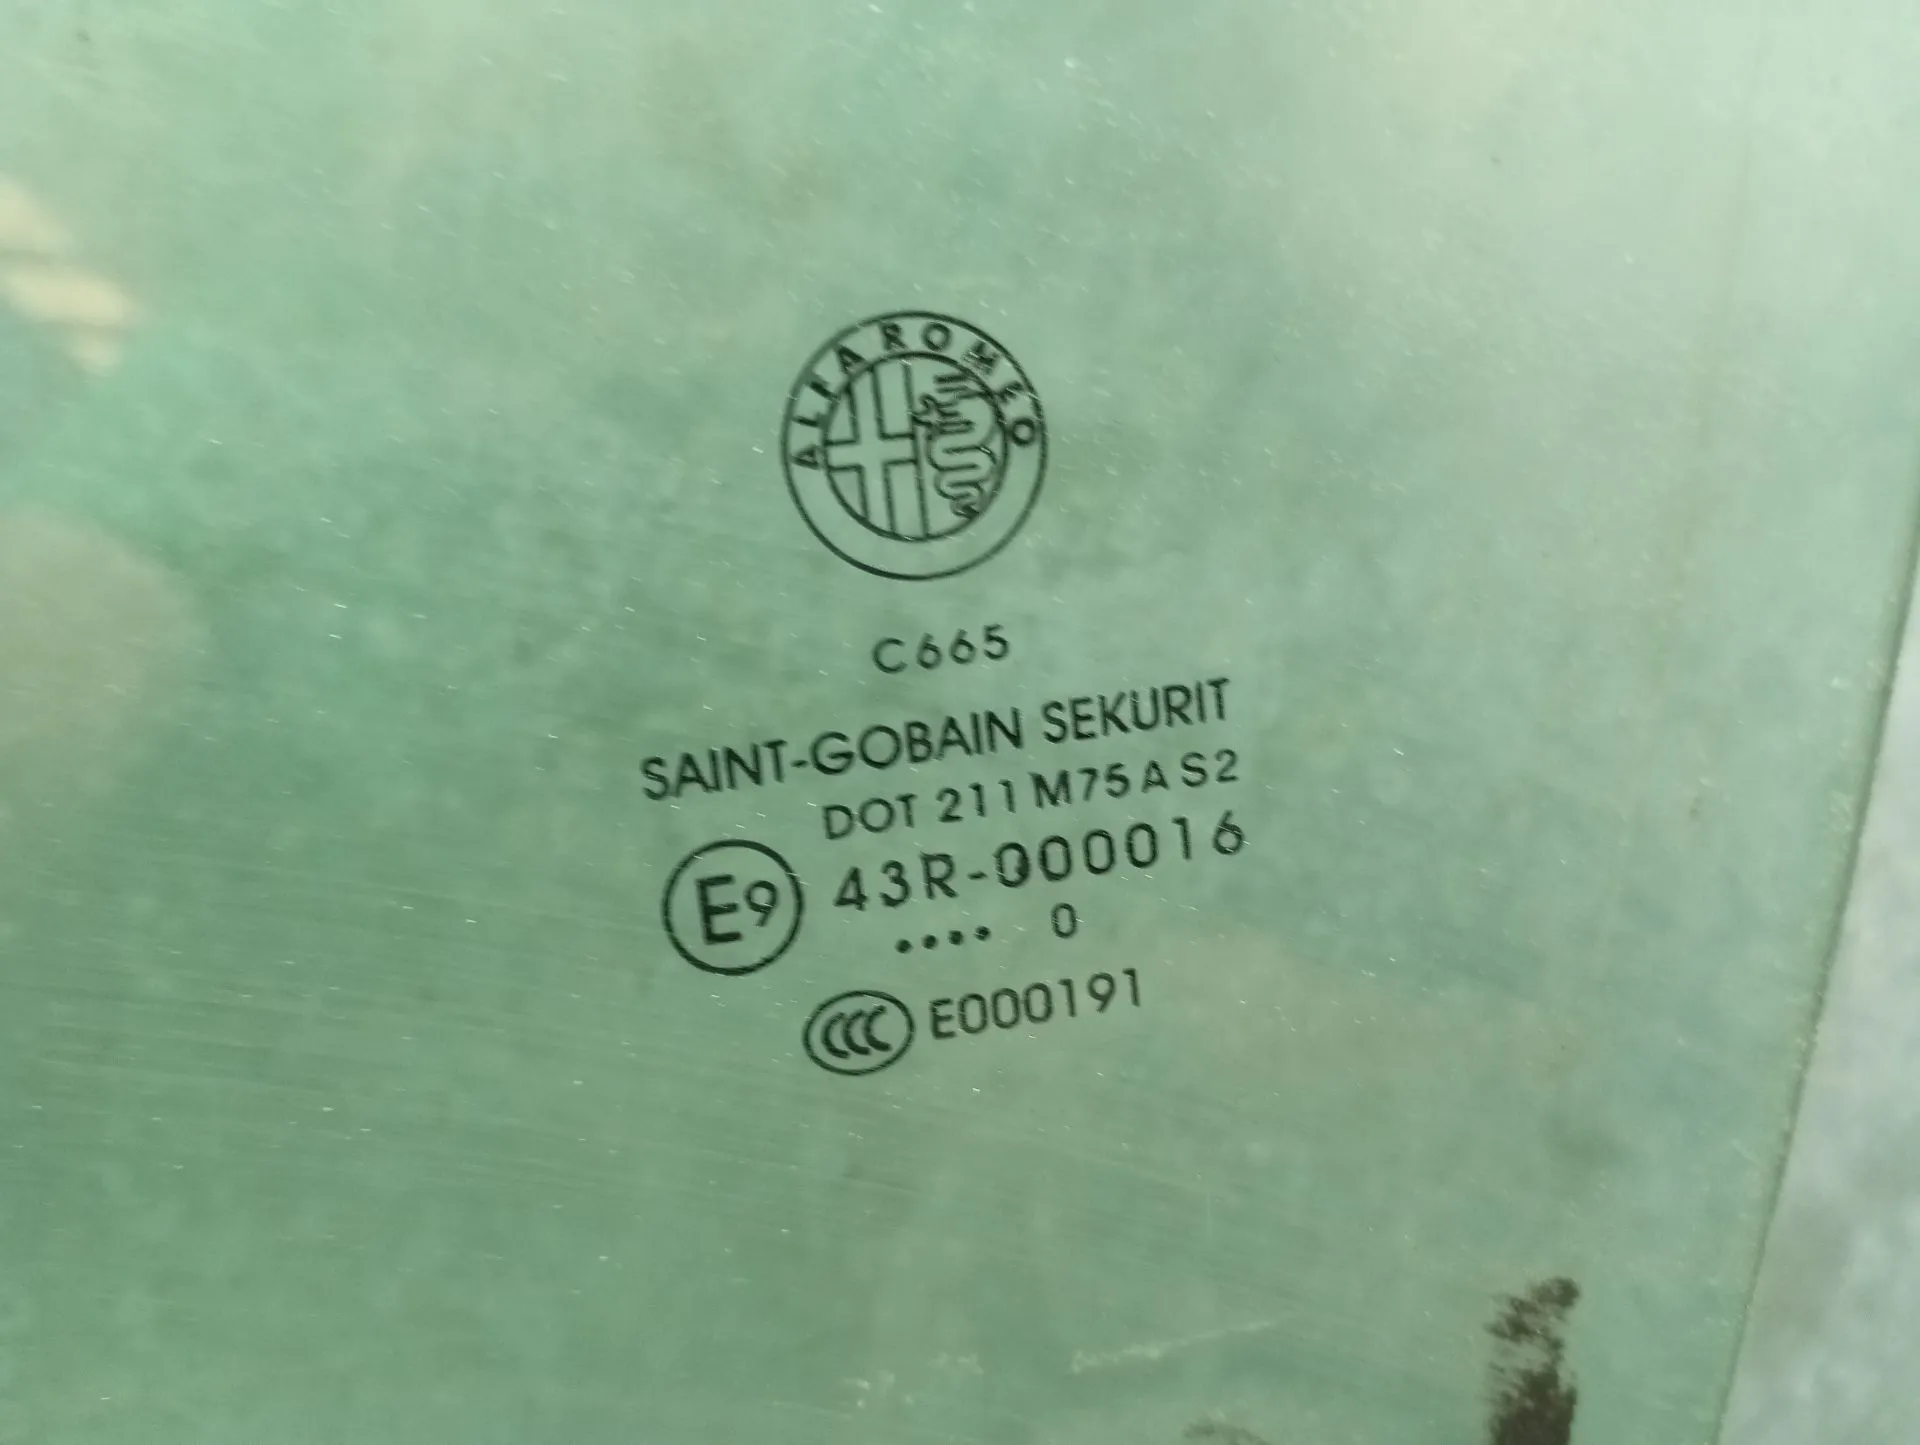 ALFA ROMEO
C665
SAINT-GOBAIN SEKURIT
DOT 211 M75 A S2
E9 43R-000016
•••• 0
CCC E000191